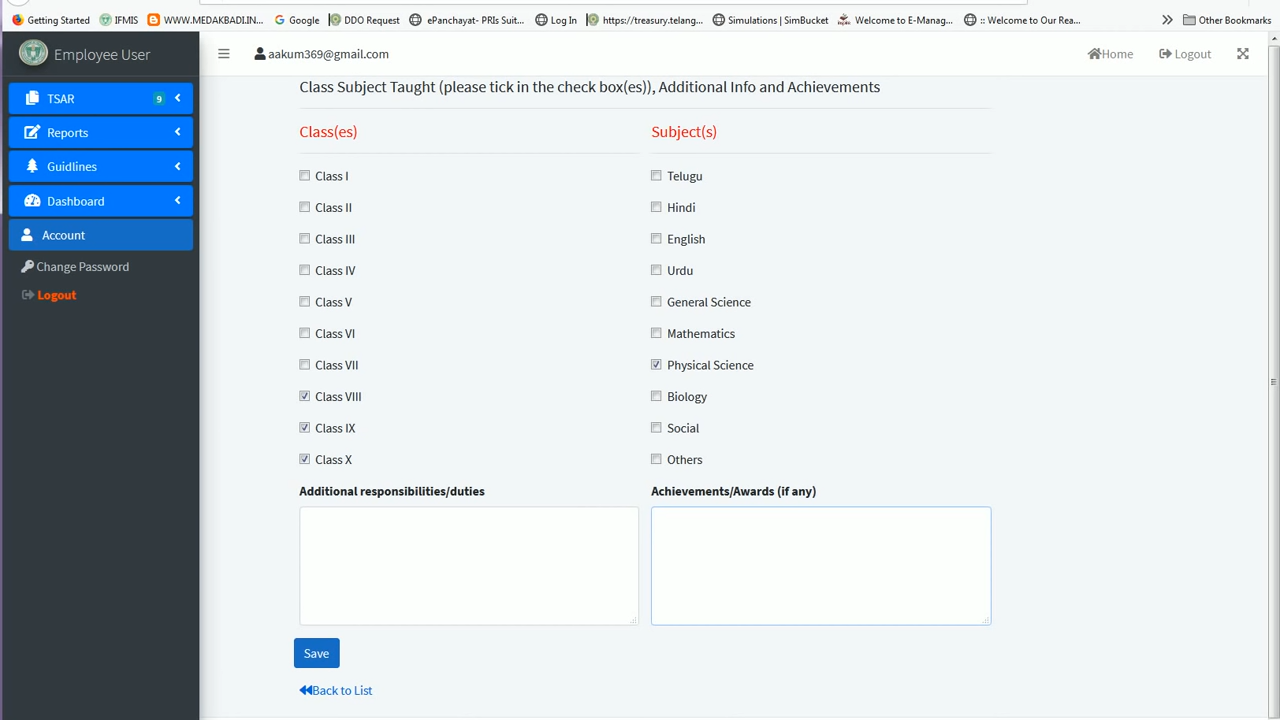 Getting Started IFMIS WWW.MEDAKBADI.IN... Google DDO Request ePanchayat- PRIs Suit... Log In https://treasury.telang... Simulations | SimBucket Welcome to E-Manag... :: Welcome to Our Rea... Other Bookmarks
Employee User
aakum369@gmail.com
Home
Logout
TSAR 9
Reports
Guidlines
Dashboard
Account
Change Password
Logout
Class Subject Taught (please tick in the check box(es)), Additional Info and Achievements
Class(es)
Class I
Class II
Class III
Class IV
Class V
Class VI
Class VII
Class VIII
Class IX
Class X
Subject(s)
Telugu
Hindi
English
Urdu
General Science
Mathematics
Physical Science
Biology
Social
Others
Additional responsibilities/duties
Achievements/Awards (if any)
Save
Back to List